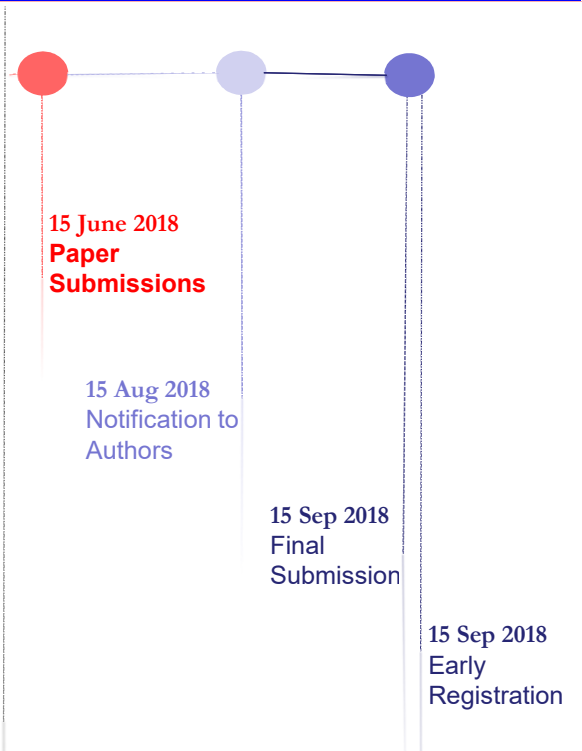 15 June 2018
Paper
Submissions
15 Aug 2018
Notification to
Authors
15 Sep 2018
Final
Submission
15 Sep 2018
Early
Registration